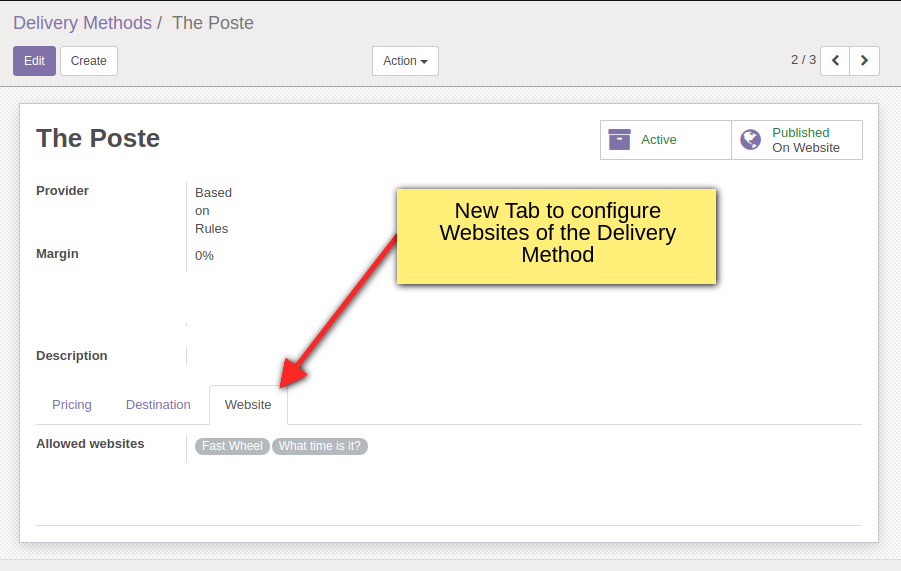 Delivery Methods / The Poste
Edit Create Action 2 / 3
The Poste
Active
Published
On Website
Provider
Based
on
Rules
Margin
0%
New Tab to configure
Websites of the Delivery
Method
Description
Pricing Destination Website
Allowed websites Fast Wheel What time is it?